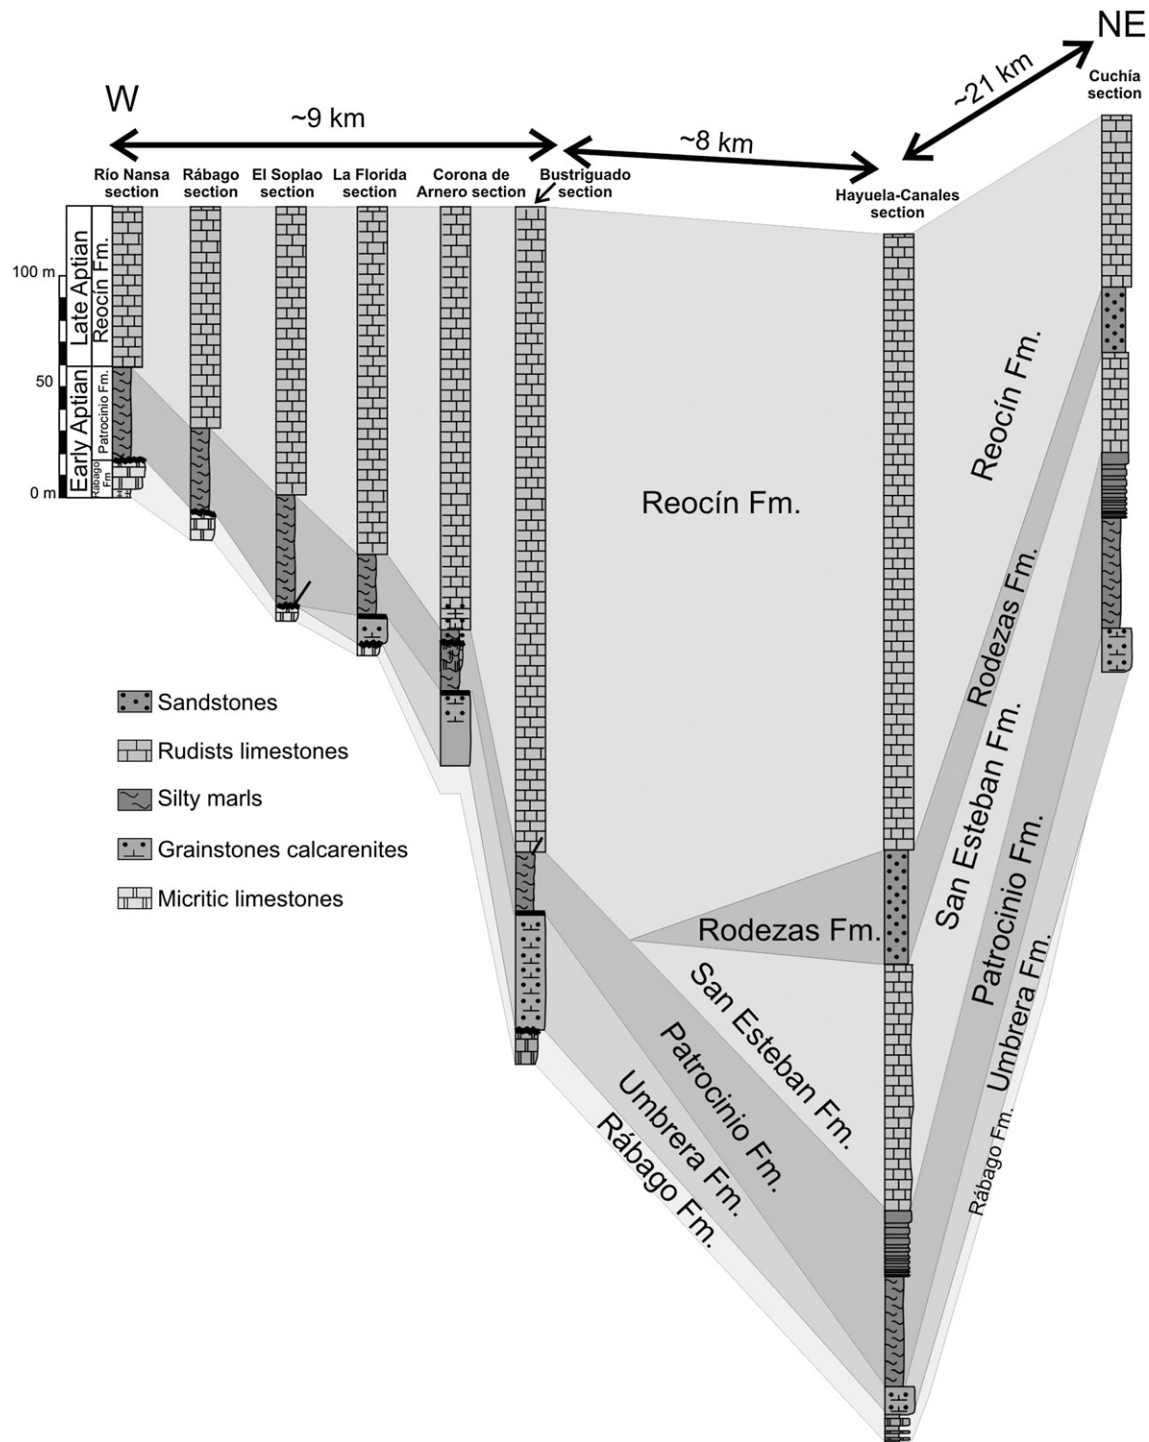 NE
Cuchía
section
~21 km
W
~9 km
~8 km
Río Nansa
section
Rábago
section
El Soplao
section
La Florida
section
Corona de
Arnero section
Bustriguado
section
Hayuela-Canales
section
100 m
50
0 m
Late Aptian
Early Aptian
Reocín Fm.
Patrocinio Fm.
Rábago
Fm
Reocín Fm.
Reocín Fm.
Rodezas Fm.
San Esteban Fm.
Patrocinio Fm.
Umbrera Fm.
Rábago Fm.
Rodezas Fm.
San Esteban Fm.
Patrocinio Fm.
Umbrera Fm.
Rábago Fm.
Sandstones
Rudists limestones
Silty marls
Grainstones calcarenites
Micritic limestones